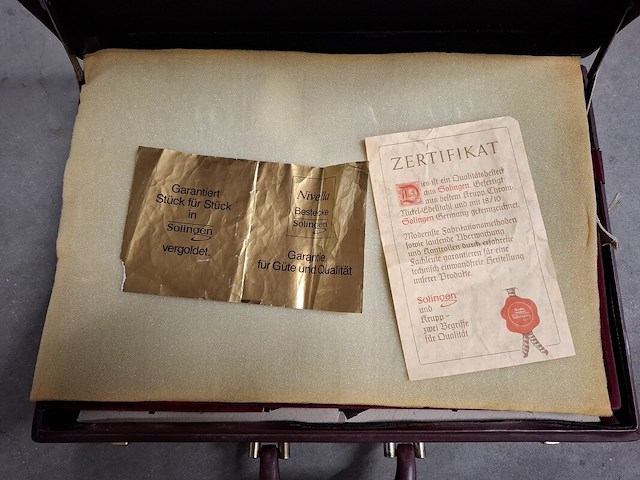 Garantiert
Stück für Stück
in
Solingen
vergoldet
Nivella
Bestecke
Solingen
Garantie
für Güte und Qualität
ZERTIFIKAT
Dies ist ein Qualitätsbesteck
aus Solingen. Gefertigt
aus bestem Krupp Chrom-
Nickel-Edelstahl und mit 18/10
Solingen Germany gekennzeichnet.
Modernste Fabrikationsmethoden
sowie laufende Überwachung
und Kontrollen durch erfahrene
Fachleute garantieren für eine
technisch einwandfreie Herstellung
unserer Produkte.
Solingen
und
Krupp –
zwei Begriffe
für Qualität